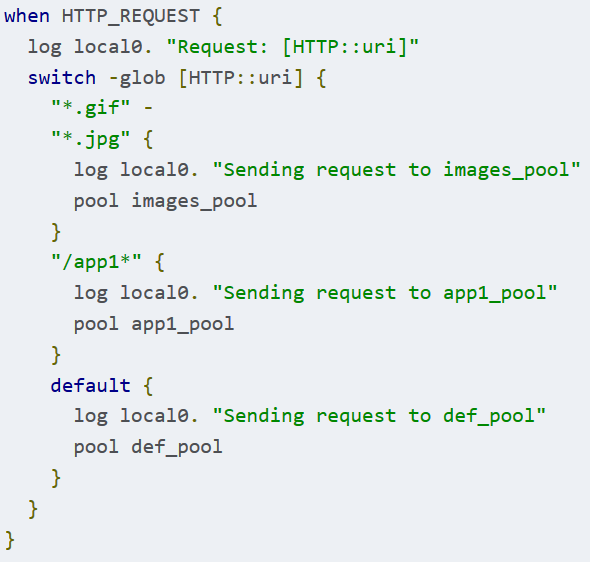 when HTTP_REQUEST {
  log local0. "Request: [HTTP::uri]"
  switch -glob [HTTP::uri] {
    "*.gif" -
    "*.jpg" {
      log local0. "Sending request to images_pool"
      pool images_pool
    }
    "/app1*" {
      log local0. "Sending request to app1_pool"
      pool app1_pool
    }
    default {
      log local0. "Sending request to def_pool"
      pool def_pool
    }
  }
}